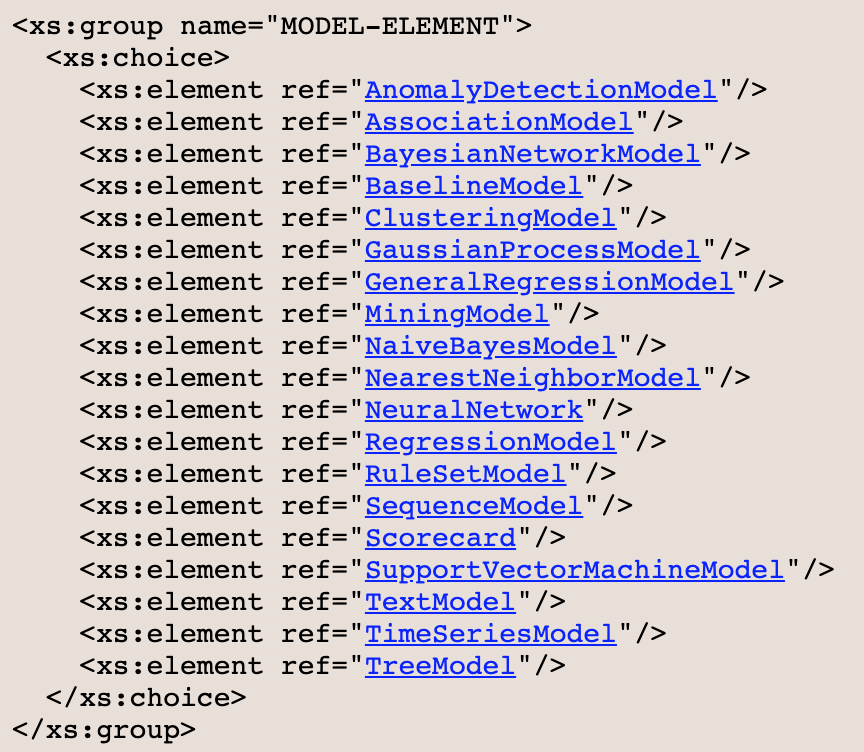 <xs:group name="MODEL-ELEMENT">
  <xs:choice>
    <xs:element ref="AnomalyDetectionModel"/>
    <xs:element ref="AssociationModel"/>
    <xs:element ref="BayesianNetworkModel"/>
    <xs:element ref="BaselineModel"/>
    <xs:element ref="ClusteringModel"/>
    <xs:element ref="GaussianProcessModel"/>
    <xs:element ref="GeneralRegressionModel"/>
    <xs:element ref="MiningModel"/>
    <xs:element ref="NaiveBayesModel"/>
    <xs:element ref="NearestNeighborModel"/>
    <xs:element ref="NeuralNetwork"/>
    <xs:element ref="RegressionModel"/>
    <xs:element ref="RuleSetModel"/>
    <xs:element ref="SequenceModel"/>
    <xs:element ref="Scorecard"/>
    <xs:element ref="SupportVectorMachineModel"/>
    <xs:element ref="TextModel"/>
    <xs:element ref="TimeSeriesModel"/>
    <xs:element ref="TreeModel"/>
  </xs:choice>
</xs:group>